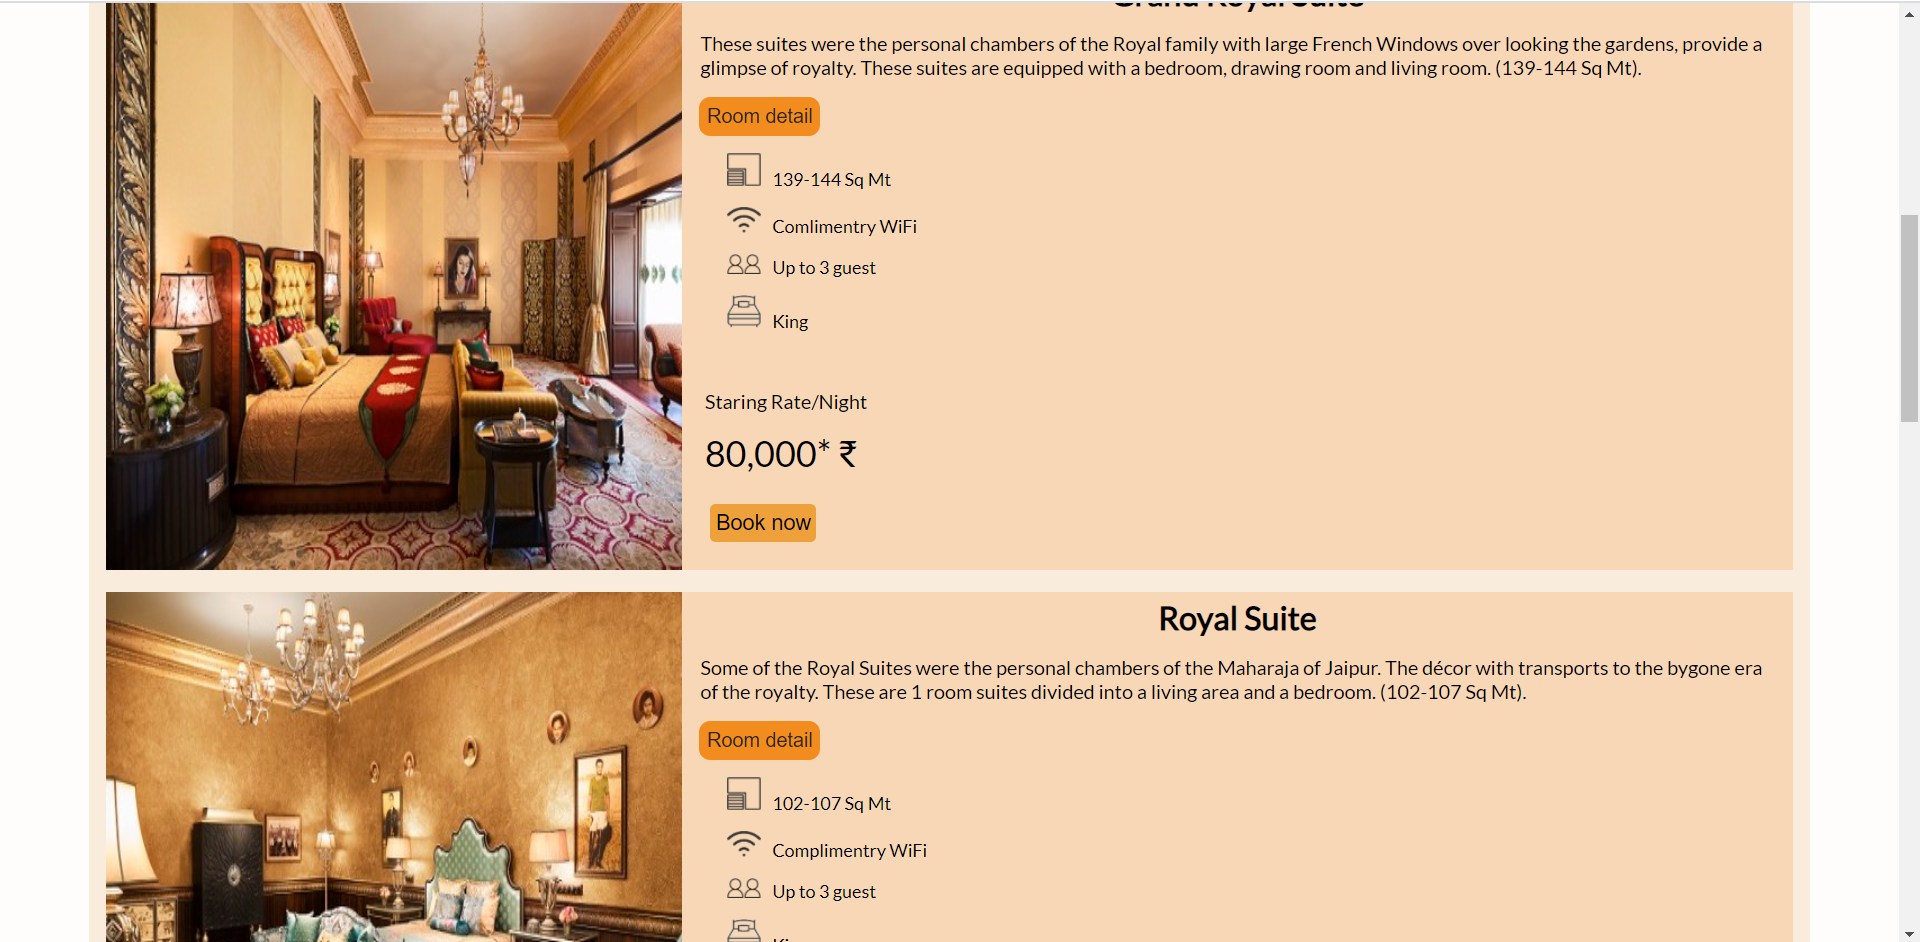 Grand Royal Suite
These suites were the personal chambers of the Royal family with large French Windows over looking the gardens, provide a
glimpse of royalty. These suites are equipped with a bedroom, drawing room and living room. (139-144 Sq Mt).
Room detail
139-144 Sq Mt
Comlimentry WiFi
Up to 3 guest
King
Staring Rate/Night
80,000* ₹
Book now
Royal Suite
Some of the Royal Suites were the personal chambers of the Maharaja of Jaipur. The décor with transports to the bygone era
of the royalty. These are 1 room suites divided into a living area and a bedroom. (102-107 Sq Mt).
Room detail
102-107 Sq Mt
Complimentry WiFi
Up to 3 guest